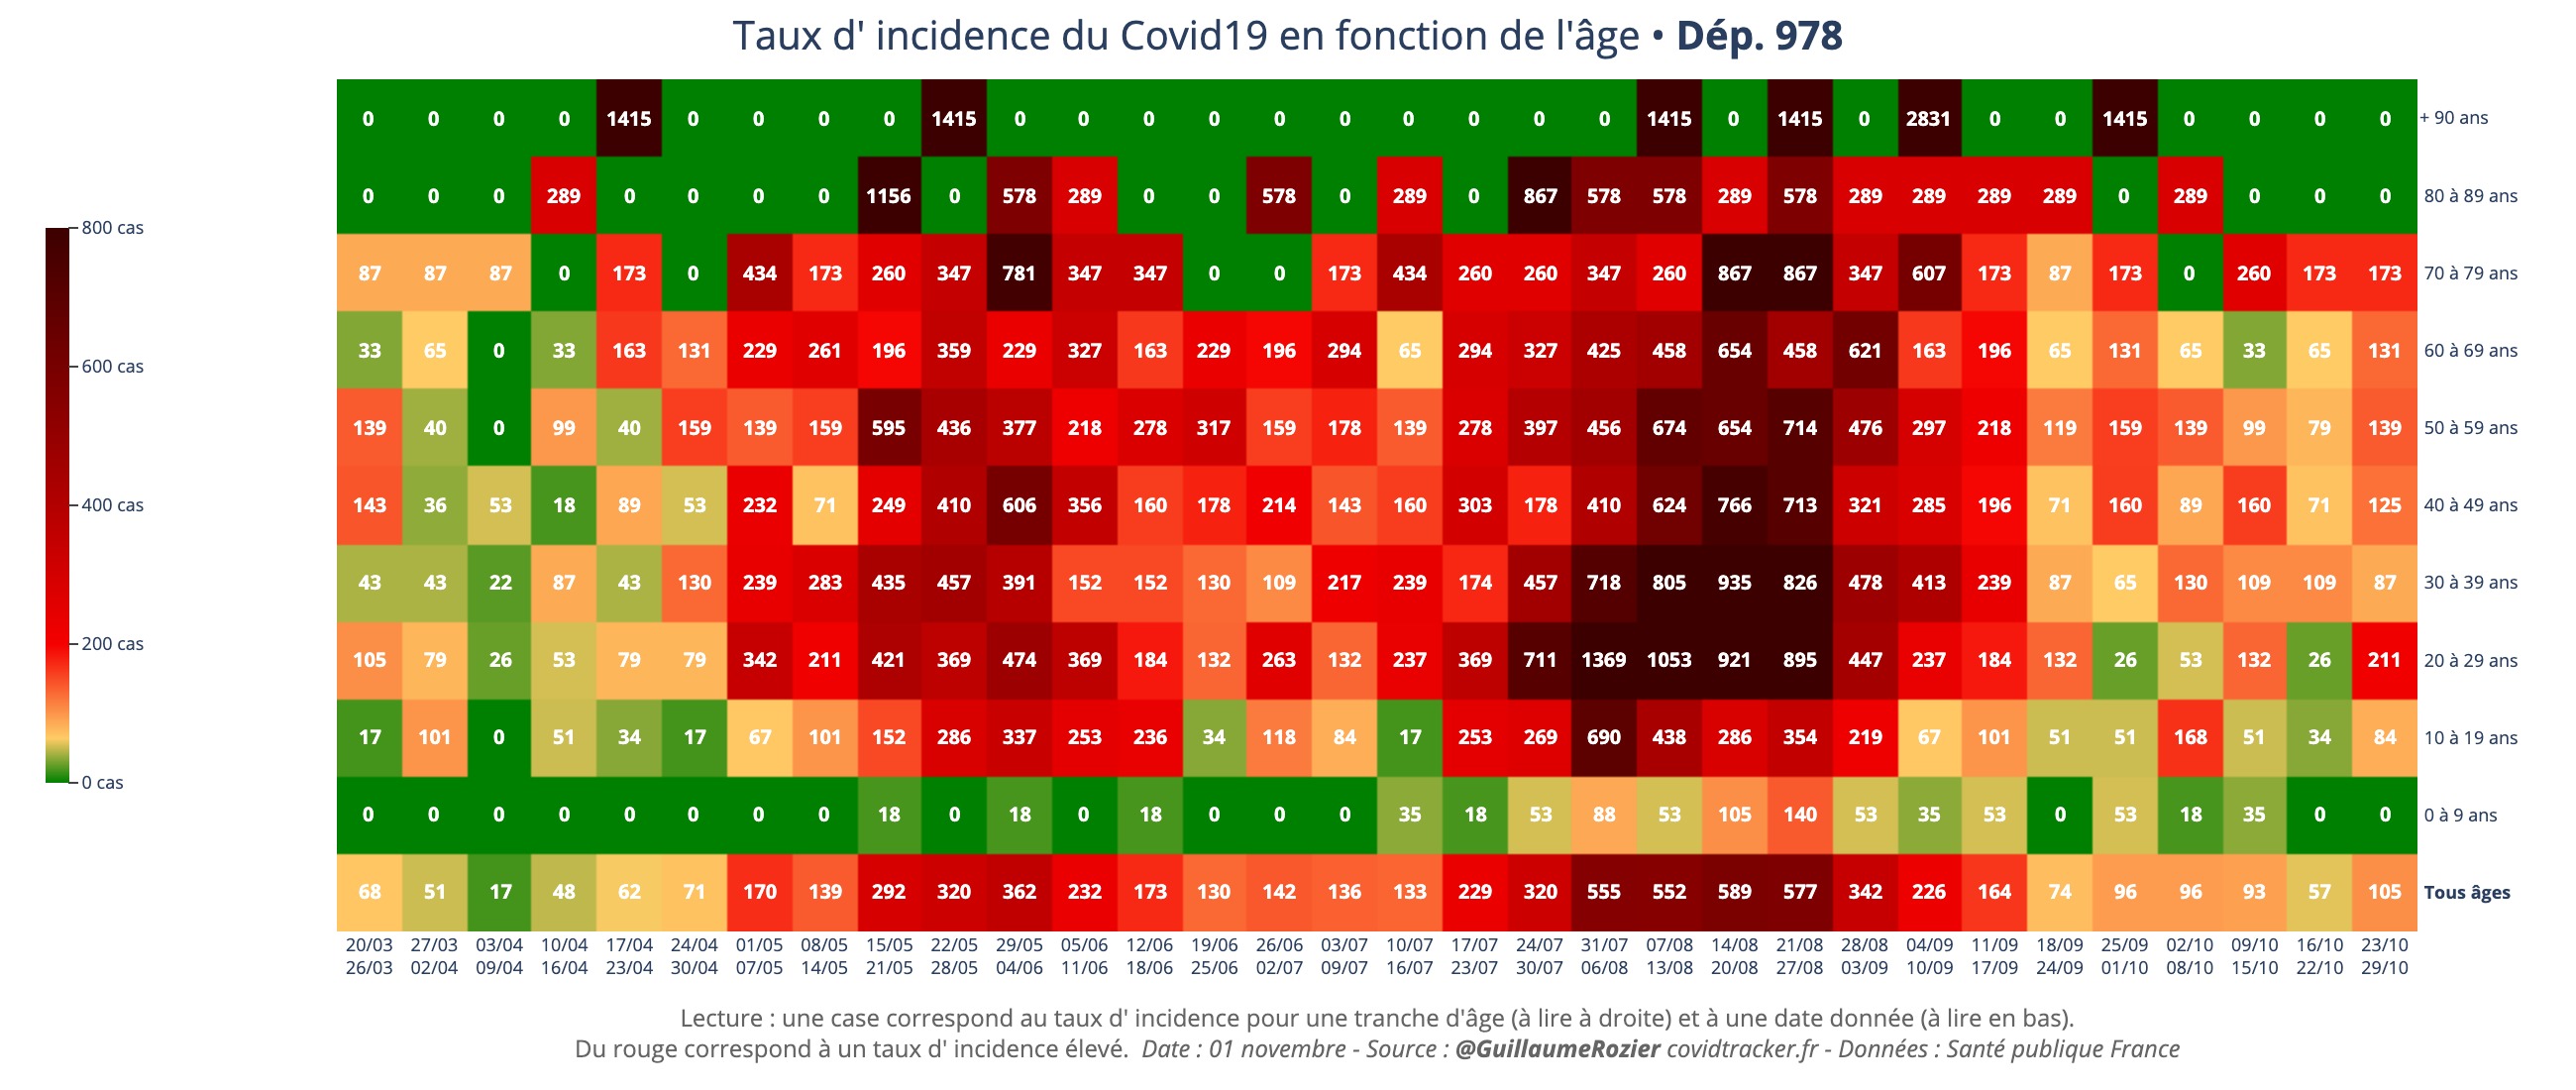 Taux d' incidence du Covid19 en fonction de l'âge • Dép. 978
0 0 0 0 1415 0 0 0 0 1415 0 0 0 0 0 0 0 0 0 0 1415 0 1415 0 2831 0 0 1415 0 0 0 0 + 90 ans
0 0 0 289 0 0 0 0 1156 0 578 289 0 0 578 0 289 0 867 578 578 289 578 289 289 289 289 0 289 0 0 0 80 à 89 ans
87 87 87 0 173 0 434 173 260 347 781 347 347 0 0 173 434 260 260 347 260 867 867 347 607 173 87 173 0 260 173 173 70 à 79 ans
33 65 0 33 163 131 229 261 196 359 229 327 163 229 196 294 65 294 327 425 458 654 458 621 163 196 65 131 65 33 65 131 60 à 69 ans
139 40 0 99 40 159 139 159 595 436 377 218 278 317 159 178 139 278 397 456 674 654 714 476 297 218 119 159 139 99 79 139 50 à 59 ans
143 36 53 18 89 53 232 71 249 410 606 356 160 178 214 143 160 303 178 410 624 766 713 321 285 196 71 160 89 160 71 125 40 à 49 ans
43 43 22 87 43 130 239 283 435 457 391 152 152 130 109 217 239 174 457 718 805 935 826 478 413 239 87 65 130 109 109 87 30 à 39 ans
105 79 26 53 79 79 342 211 421 369 474 369 184 132 263 132 237 369 711 1369 1053 921 895 447 237 184 132 26 53 132 26 211 20 à 29 ans
17 101 0 51 34 17 67 101 152 286 337 253 236 34 118 84 17 253 269 690 438 286 354 219 67 101 51 51 168 51 34 84 10 à 19 ans
0 0 0 0 0 0 0 0 18 0 18 0 18 0 0 0 35 18 53 88 53 105 140 53 35 53 0 53 18 35 0 0 0 à 9 ans
68 51 17 48 62 71 170 139 292 320 362 232 173 130 142 136 133 229 320 555 552 589 577 342 226 164 74 96 96 93 57 105 Tous âges
20/03 27/03 03/04 10/04 17/04 24/04 01/05 08/05 15/05 22/05 29/05 05/06 12/06 19/06 26/06 03/07 10/07 17/07 24/07 31/07 07/08 14/08 21/08 28/08 04/09 11/09 18/09 25/09 02/10 09/10 16/10 23/10
26/03 02/04 09/04 16/04 23/04 30/04 07/05 14/05 21/05 28/05 04/06 11/06 18/06 25/06 02/07 09/07 16/07 23/07 30/07 06/08 13/08 20/08 27/08 03/09 10/09 17/09 24/09 01/10 08/10 15/10 22/10 29/10
800 cas
600 cas
400 cas
200 cas
0 cas
Lecture : une case correspond au taux d' incidence pour une tranche d'âge (à lire à droite) et à une date donnée (à lire en bas).
Du rouge correspond à un taux d' incidence élevé. Date : 01 novembre - Source : @GuillaumeRozier covidtracker.fr - Données : Santé publique France